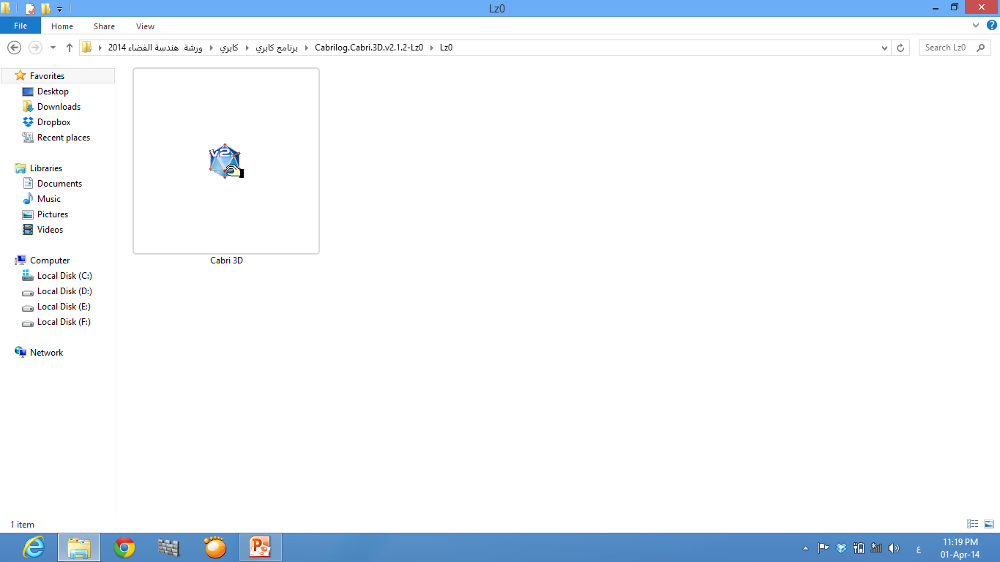 Lz0
File Home Share View
ورشة هندسة الفضاء 2014 كابري برنامج كابري Cabrilog.Cabri.3D.v2.1.2-Lz0 Lz0
Search Lz0
Favorites
Desktop
Downloads
Dropbox
Recent places
Libraries
Documents
Music
Pictures
Videos
Computer
Local Disk (C:)
Local Disk (D:)
Local Disk (E:)
Local Disk (F:)
Network
v2
Cabri 3D
1 item
ع
11:19 PM
01-Apr-14